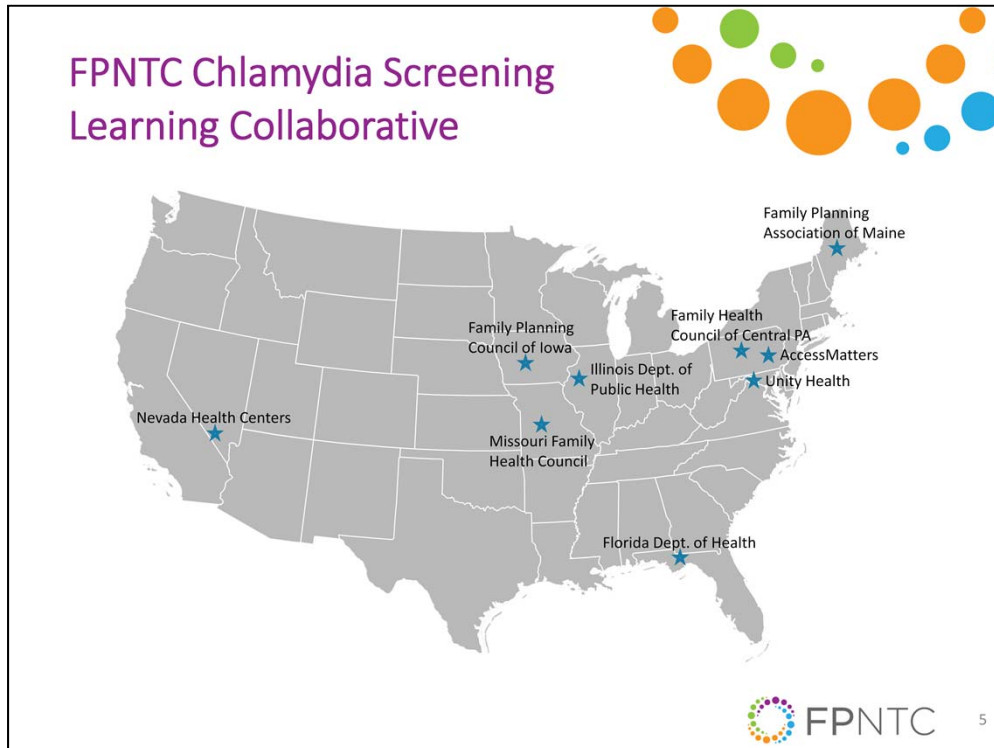 FPNTC Chlamydia Screening
Learning Collaborative
Family Planning
Association of Maine
Family Health
Council of Central PA
AccessMatters
Unity Health
Family Planning
Council of Iowa
Illinois Dept. of
Public Health
Nevada Health Centers
Missouri Family
Health Council
Florida Dept. of Health
FPNTC
5